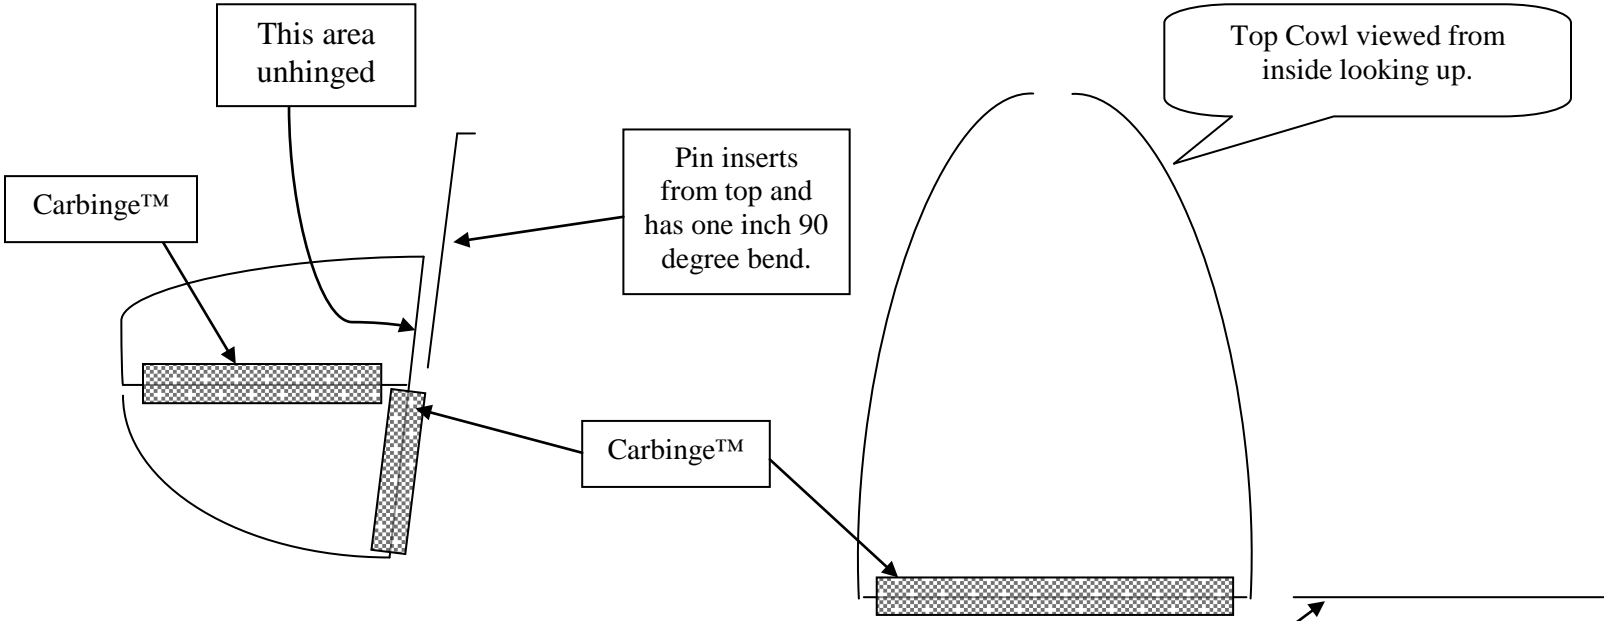 This area
unhinged
Top Cowl viewed from
inside looking up.
Carbinge™
Pin inserts
from top and
has one inch 90
degree bend.
Carbinge™